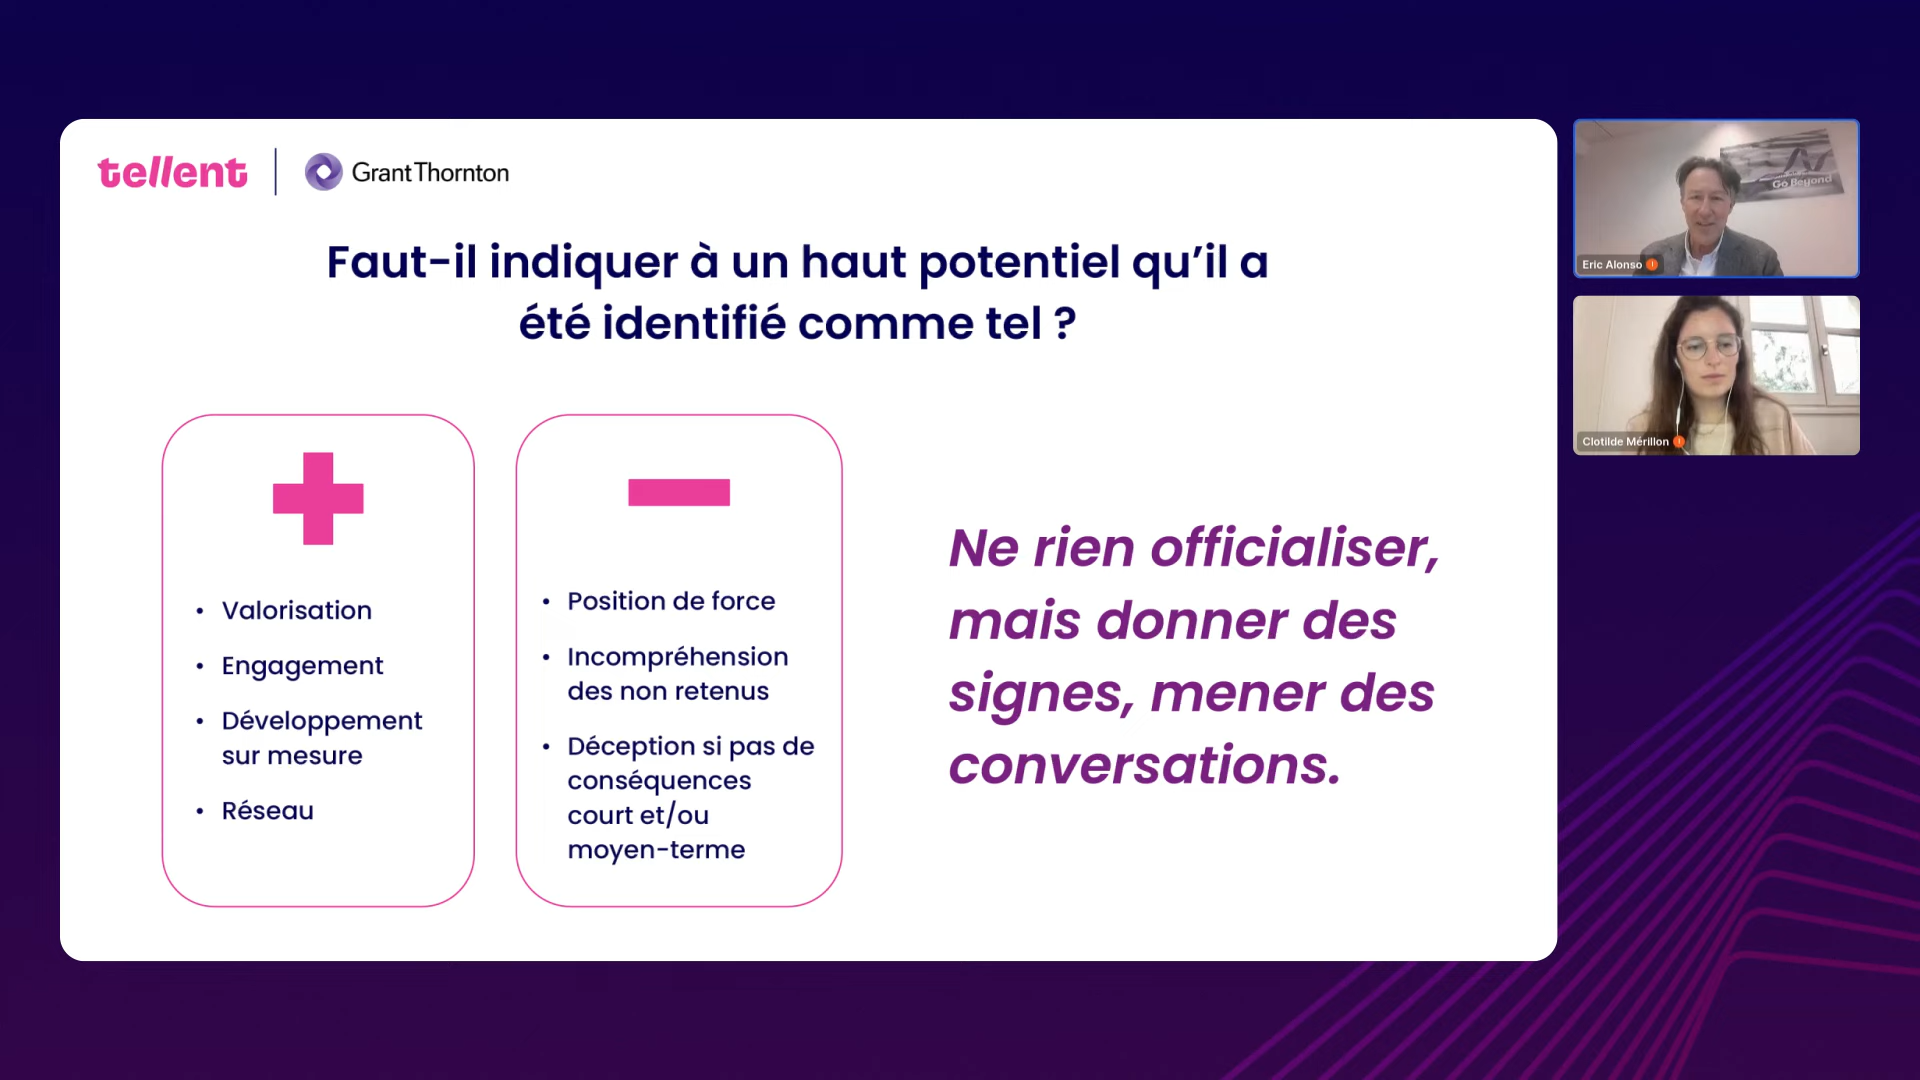 tellent
Grant Thornton
Faut-il indiquer à un haut potentiel qu’il a
été identifié comme tel ?
• Valorisation
• Engagement
• Développement
sur mesure
• Réseau
• Position de force
• Incompréhension
des non retenus
• Déception si pas de
conséquences
court et/ou
moyen-terme
Ne rien officialiser,
mais donner des
signes, mener des
conversations.
Go Beyond
Eric Alonso
Clotilde Mérillon